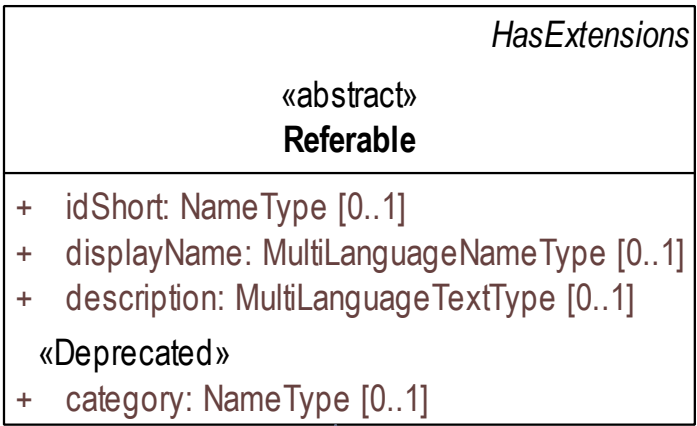 HasExtensions
«abstract»
Referable
+ idShort: NameType [0..1]
+ displayName: MultiLanguageNameType [0..1]
+ description: MultiLanguageTextType [0..1]
«Deprecated»
+ category: NameType [0..1]